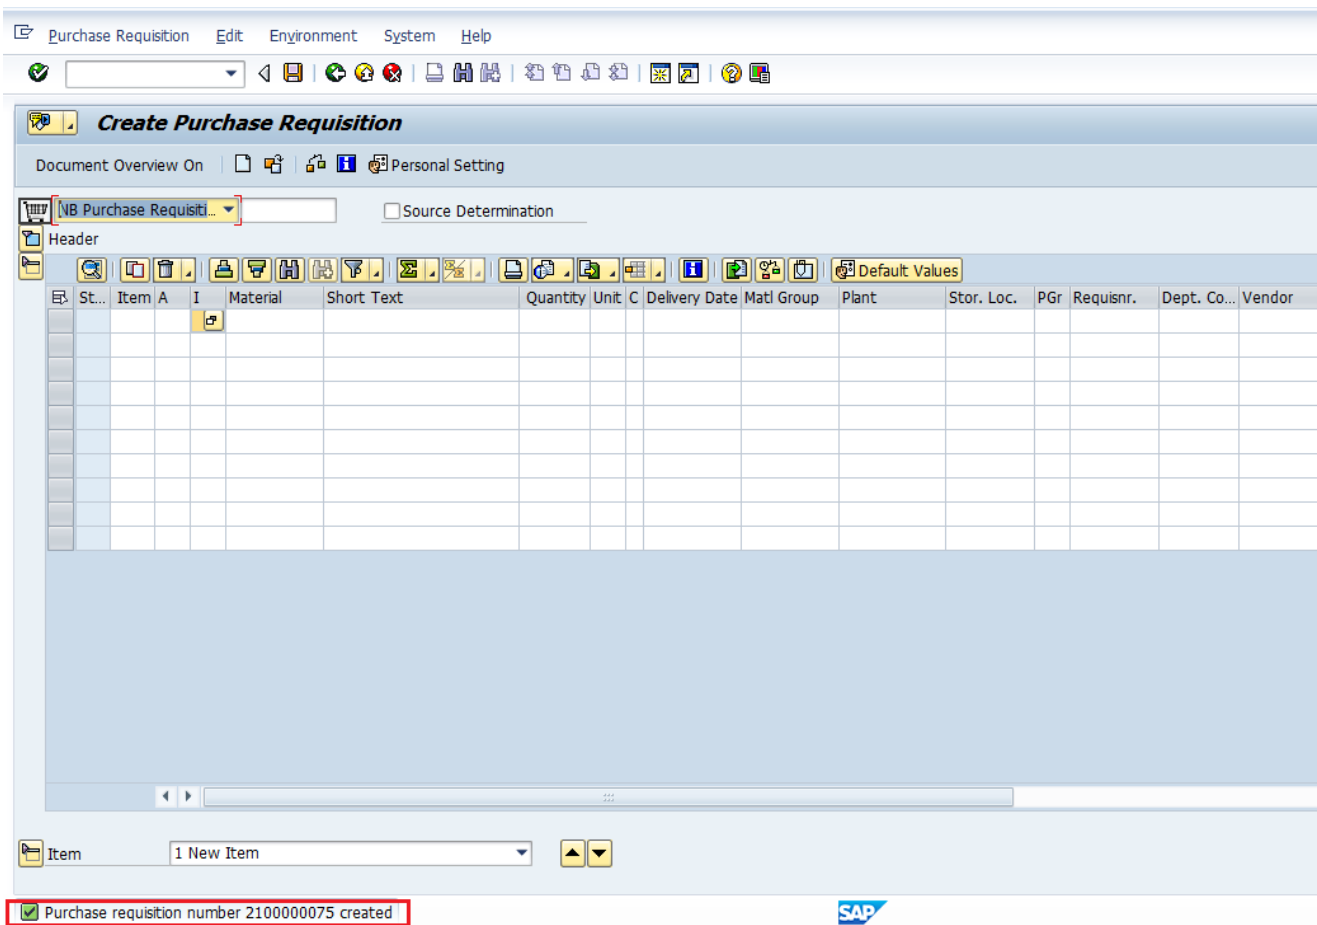 Purchase Requisition Edit Environment System Help
Create Purchase Requisition
Document Overview On Personal Setting
NB Purchase Requisiti... Source Determination
Header
Default Values
St... Item A I Material Short Text Quantity Unit C Delivery Date Matl Group Plant Stor. Loc. PGr Requisnr. Dept. Co... Vendor
Item 1 New Item
Purchase requisition number 2100000075 created SAP